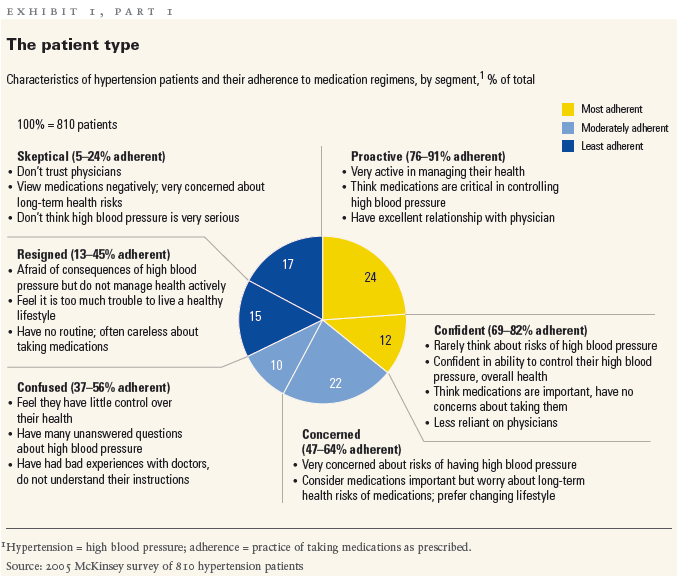 EXHIBIT 1, PART 1
The patient type
Characteristics of hypertension patients and their adherence to medication regimens, by segment,¹ % of total
100% = 810 patients
Most adherent
Moderately adherent
Least adherent
Skeptical (5–24% adherent)
• Don't trust physicians
• View medications negatively; very concerned about
long-term health risks
• Don't think high blood pressure is very serious
Proactive (76–91% adherent)
• Very active in managing their health
• Think medications are critical in controlling
high blood pressure
• Have excellent relationship with physician
Resigned (13–45% adherent)
• Afraid of consequences of high blood
pressure but do not manage health actively
• Feel it is too much trouble to live a healthy
lifestyle
• Have no routine; often careless about
taking medications
17
24
15
12
10
22
Confident (69–82% adherent)
• Rarely think about risks of high blood pressure
• Confident in ability to control their high blood
pressure, overall health
• Think medications are important, have no
concerns about taking them
• Less reliant on physicians
Confused (37–56% adherent)
• Feel they have little control over
their health
• Have many unanswered questions
about high blood pressure
• Have had bad experiences with doctors,
do not understand their instructions
Concerned
(47–64% adherent)
• Very concerned about risks of having high blood pressure
• Consider medications important but worry about long-term
health risks of medications; prefer changing lifestyle
¹Hypertension = high blood pressure; adherence = practice of taking medications as prescribed.
Source: 2005 McKinsey survey of 810 hypertension patients